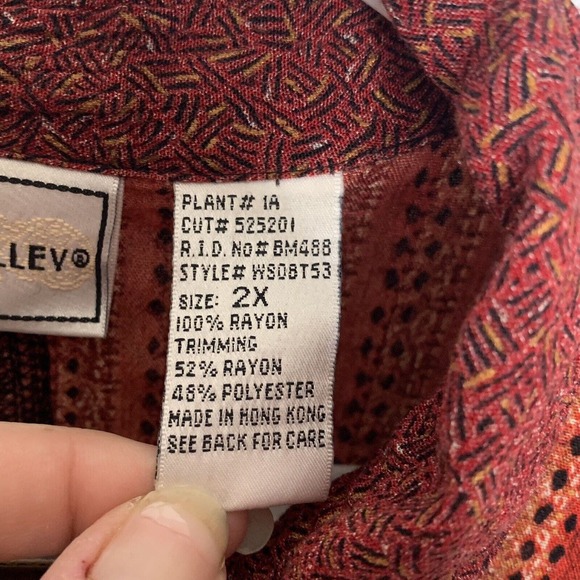 LLEV®
PLANT# 1A
CUT# 525201
R.I.D. No# BM488
STYLE# WS08T53
SIZE: 2X
100% RAYON
TRIMMING
52% RAYON
48% POLYESTER
MADE IN HONG KONG
SEE BACK FOR CARE